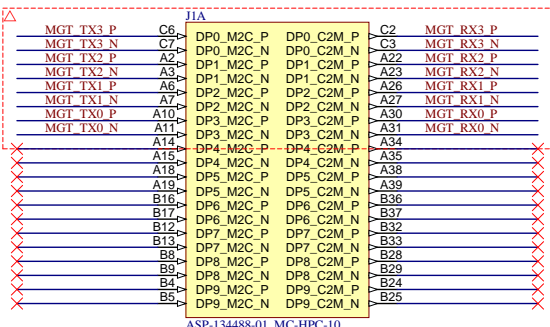 J1A
MGT_TX3_P C6 DP0_M2C_P DP0_C2M_P C2 MGT_RX3_P
MGT_TX3_N C7 DP0_M2C_N DP0_C2M_N C3 MGT_RX3_N
MGT_TX2_P A2 DP1_M2C_P DP1_C2M_P A22 MGT_RX2_P
MGT_TX2_N A3 DP1_M2C_N DP1_C2M_N A23 MGT_RX2_N
MGT_TX1_P A6 DP2_M2C_P DP2_C2M_P A26 MGT_RX1_P
MGT_TX1_N A7 DP2_M2C_N DP2_C2M_N A27 MGT_RX1_N
MGT_TX0_P A10 DP3_M2C_P DP3_C2M_P A30 MGT_RX0_P
MGT_TX0_N A11 DP3_M2C_N DP3_C2M_N A31 MGT_RX0_N
A14 DP4_M2C_P DP4_C2M_P A34
A15 DP4_M2C_N DP4_C2M_N A35
A18 DP5_M2C_P DP5_C2M_P A38
A19 DP5_M2C_N DP5_C2M_N A39
B16 DP6_M2C_P DP6_C2M_P B36
B17 DP6_M2C_N DP6_C2M_N B37
B12 DP7_M2C_P DP7_C2M_P B32
B13 DP7_M2C_N DP7_C2M_N B33
B8 DP8_M2C_P DP8_C2M_P B28
B9 DP8_M2C_N DP8_C2M_N B29
B4 DP9_M2C_P DP9_C2M_P B24
B5 DP9_M2C_N DP9_C2M_N B25
ASP-134488-01_MC-HPC-10